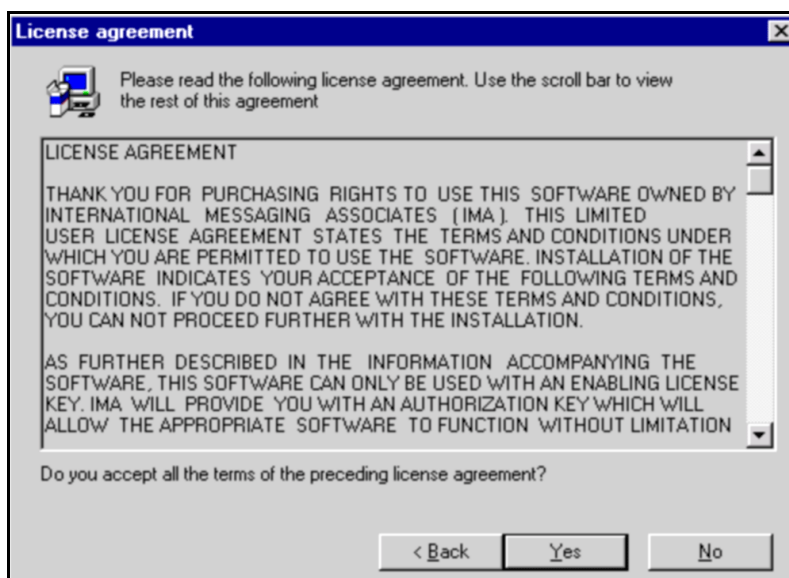 License agreement
Please read the following license agreement. Use the scroll bar to view
the rest of this agreement
LICENSE AGREEMENT
THANK YOU FOR PURCHASING RIGHTS TO USE THIS SOFTWARE OWNED BY
INTERNATIONAL MESSAGING ASSOCIATES (IMA). THIS LIMITED
USER LICENSE AGREEMENT STATES THE TERMS AND CONDITIONS UNDER
WHICH YOU ARE PERMITTED TO USE THE SOFTWARE. INSTALLATION OF THE
SOFTWARE INDICATES YOUR ACCEPTANCE OF THE FOLLOWING TERMS AND
CONDITIONS. IF YOU DO NOT AGREE WITH THESE TERMS AND CONDITIONS,
YOU CAN NOT PROCEED FURTHER WITH THE INSTALLATION.
AS FURTHER DESCRIBED IN THE INFORMATION ACCOMPANYING THE
SOFTWARE, THIS SOFTWARE CAN ONLY BE USED WITH AN ENABLING LICENSE
KEY. IMA WILL PROVIDE YOU WITH AN AUTHORIZATION KEY WHICH WILL
ALLOW THE APPROPRIATE SOFTWARE TO FUNCTION WITHOUT LIMITATION
Do you accept all the terms of the preceding license agreement?
< Back Yes No